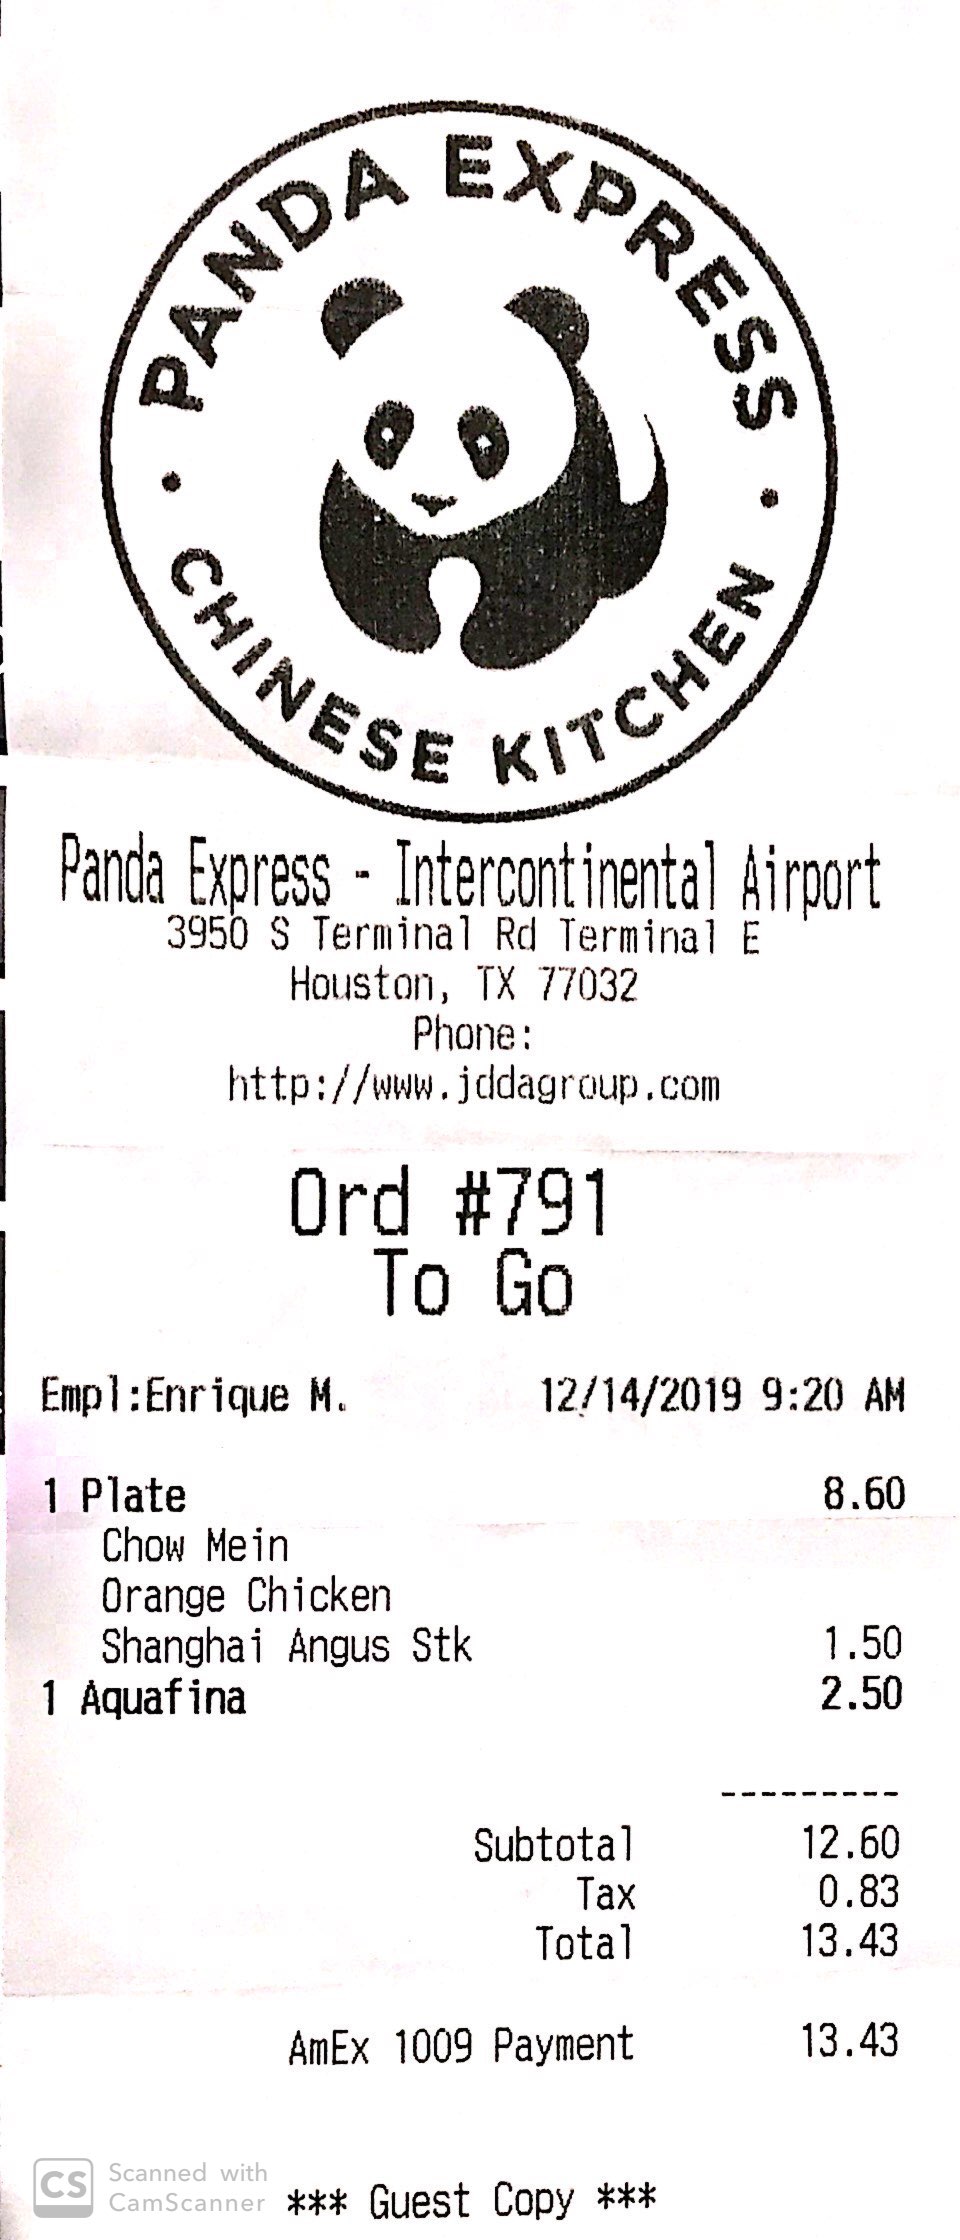 PANDA EXPRESS
CHINESE KITCHEN
Panda Express - Intercontinental Airport
3950 S Terminal Rd Terminal E
Houston, TX 77032
Phone:
http://www.jddagroup.com
Ord #791
To Go
Empl:Enrique M. 12/14/2019 9:20 AM
1 Plate 8.60
Chow Mein
Orange Chicken
Shanghai Angus Stk 1.50
1 Aquafina 2.50
---------
Subtotal 12.60
Tax 0.83
Total 13.43
AmEx 1009 Payment 13.43
CS Scanned with
CamScanner
*** Guest Copy ***